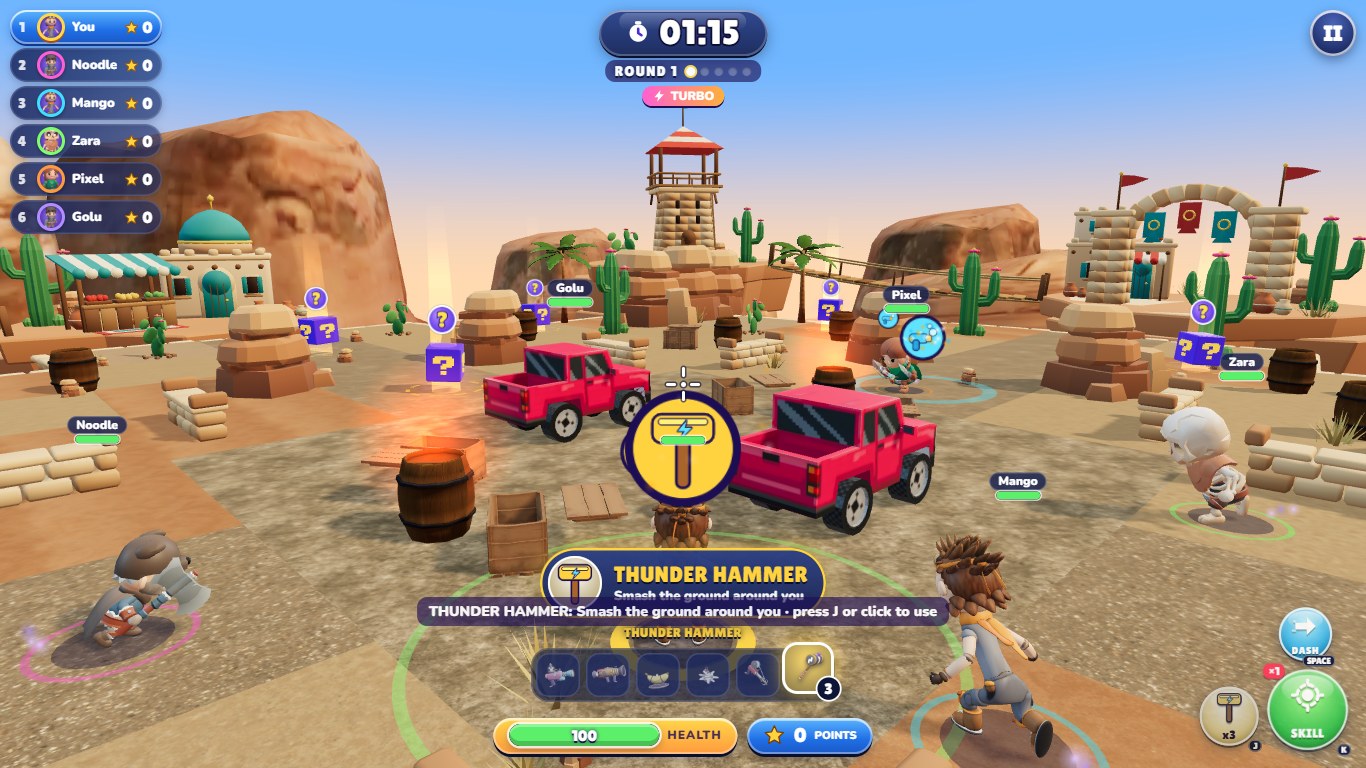 1 You 0
2 Noodle 0
3 Mango 0
4 Zara 0
5 Pixel 0
6 Golu 0
01:15
ROUND 1
TURBO
?
? ?
?
?
?
?
Golu
?
?
Pixel
?
? ?
Zara
Noodle
Mango
THUNDER HAMMER
Smash the ground around you
THUNDER HAMMER: Smash the ground around you · press J or click to use
THUNDER HAMMER
3
100 HEALTH
0 POINTS
DASH
SPACE
×1
x3
J
SKILL
K